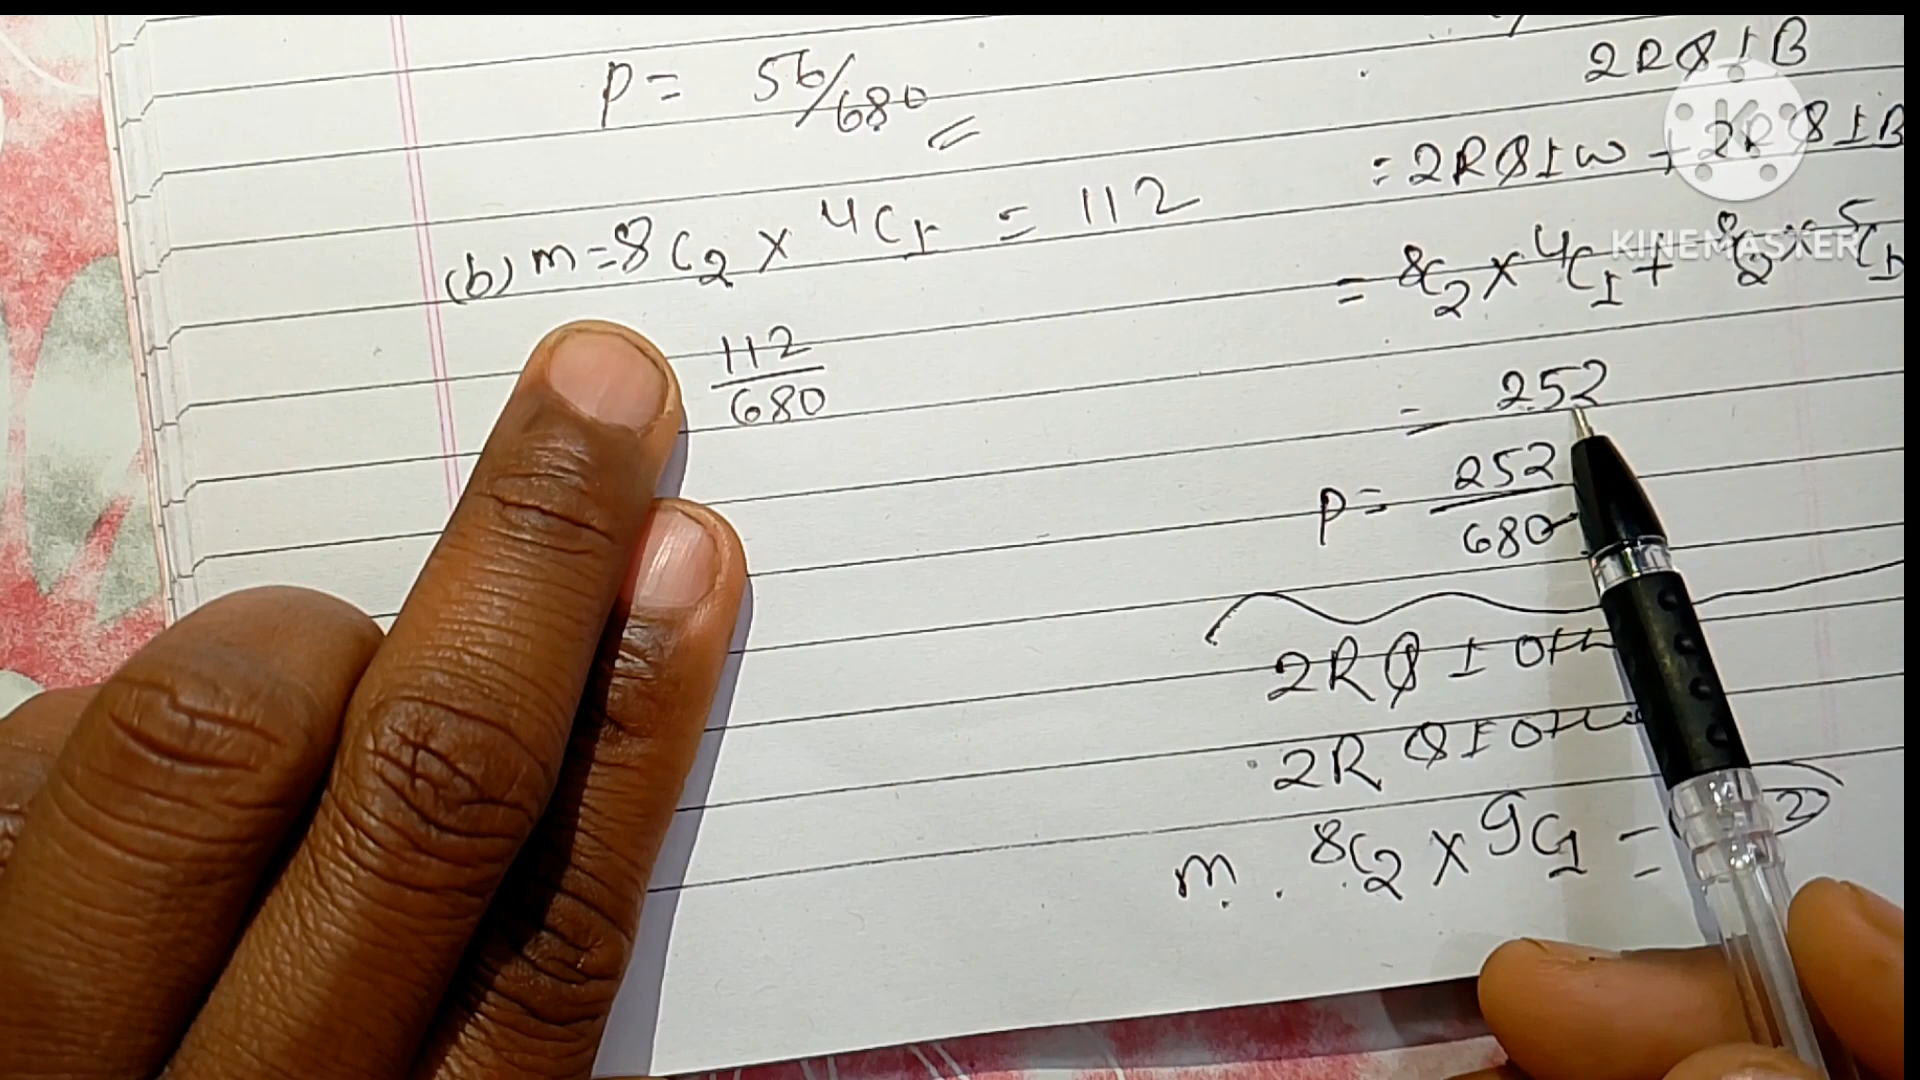 P = 56/680
(b) m = 8C2 × 4C1 = 112
112/680
2R & 1B
= 2R & 1W + 2R & 1B
= 8C2 × 4C1 + 8C2 × 5C1
= 252
P = 252/680
2R & 1
2R & 1
m. 8C2 × 9C1 =
KINEMASTER